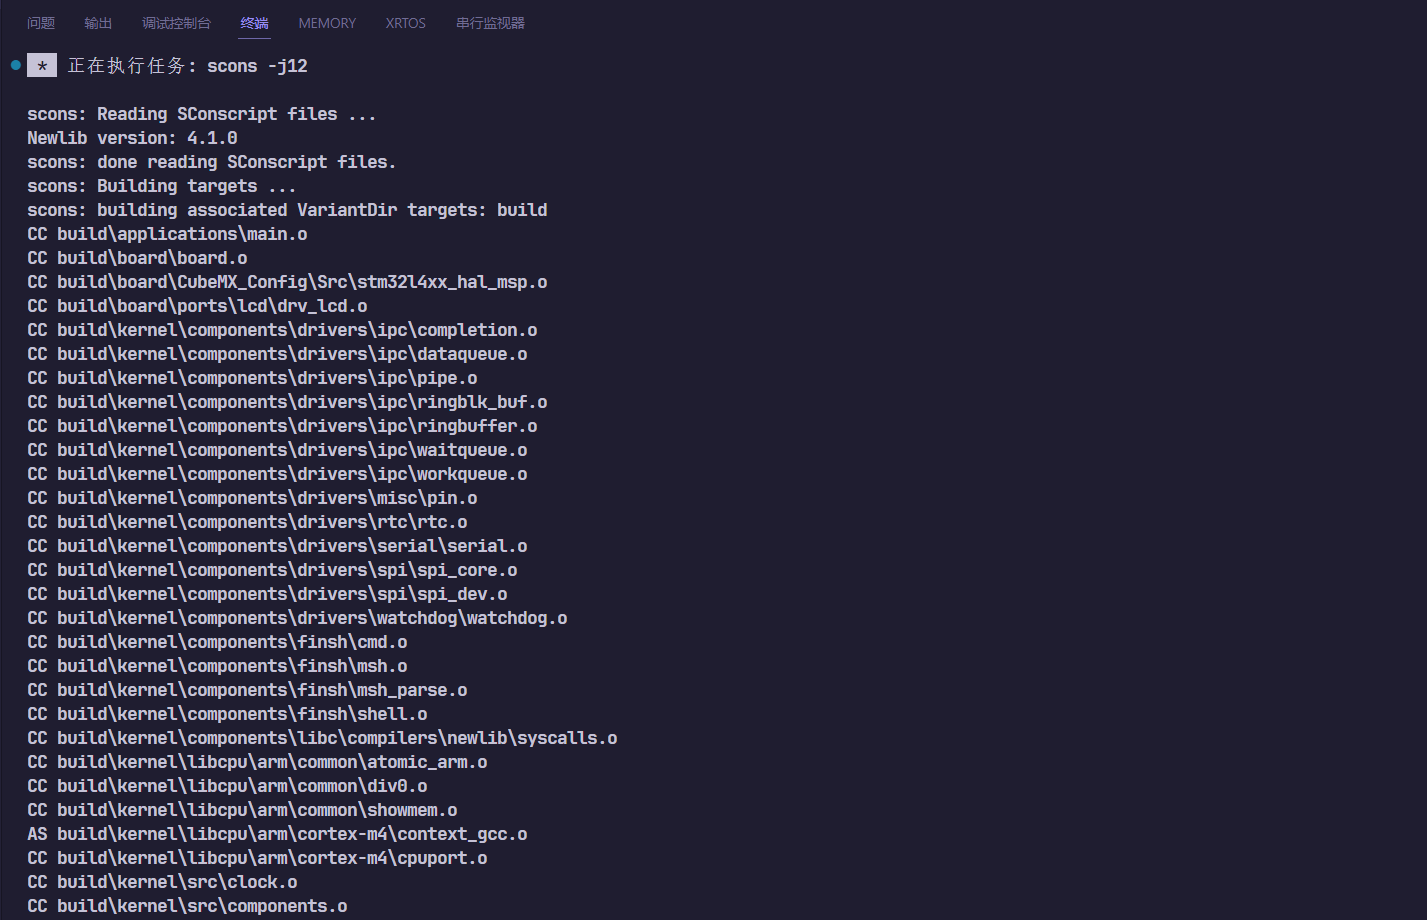 问题 输出 调试控制台 终端 MEMORY XRTOS 串行监视器
* 正在执行任务: scons -j12
scons: Reading SConscript files ...
Newlib version: 4.1.0
scons: done reading SConscript files.
scons: Building targets ...
scons: building associated VariantDir targets: build
CC build\applications\main.o
CC build\board\board.o
CC build\board\CubeMX_Config\Src\stm32l4xx_hal_msp.o
CC build\board\ports\lcd\drv_lcd.o
CC build\kernel\components\drivers\ipc\completion.o
CC build\kernel\components\drivers\ipc\dataqueue.o
CC build\kernel\components\drivers\ipc\pipe.o
CC build\kernel\components\drivers\ipc\ringblk_buf.o
CC build\kernel\components\drivers\ipc\ringbuffer.o
CC build\kernel\components\drivers\ipc\waitqueue.o
CC build\kernel\components\drivers\ipc\workqueue.o
CC build\kernel\components\drivers\misc\pin.o
CC build\kernel\components\drivers\rtc\rtc.o
CC build\kernel\components\drivers\serial\serial.o
CC build\kernel\components\drivers\spi\spi_core.o
CC build\kernel\components\drivers\spi\spi_dev.o
CC build\kernel\components\drivers\watchdog\watchdog.o
CC build\kernel\components\finsh\cmd.o
CC build\kernel\components\finsh\msh.o
CC build\kernel\components\finsh\msh_parse.o
CC build\kernel\components\finsh\shell.o
CC build\kernel\components\libc\compilers\newlib\syscalls.o
CC build\kernel\libcpu\arm\common\atomic_arm.o
CC build\kernel\libcpu\arm\common\div0.o
CC build\kernel\libcpu\arm\common\showmem.o
AS build\kernel\libcpu\arm\cortex-m4\context_gcc.o
CC build\kernel\libcpu\arm\cortex-m4\cpuport.o
CC build\kernel\src\clock.o
CC build\kernel\src\components.o